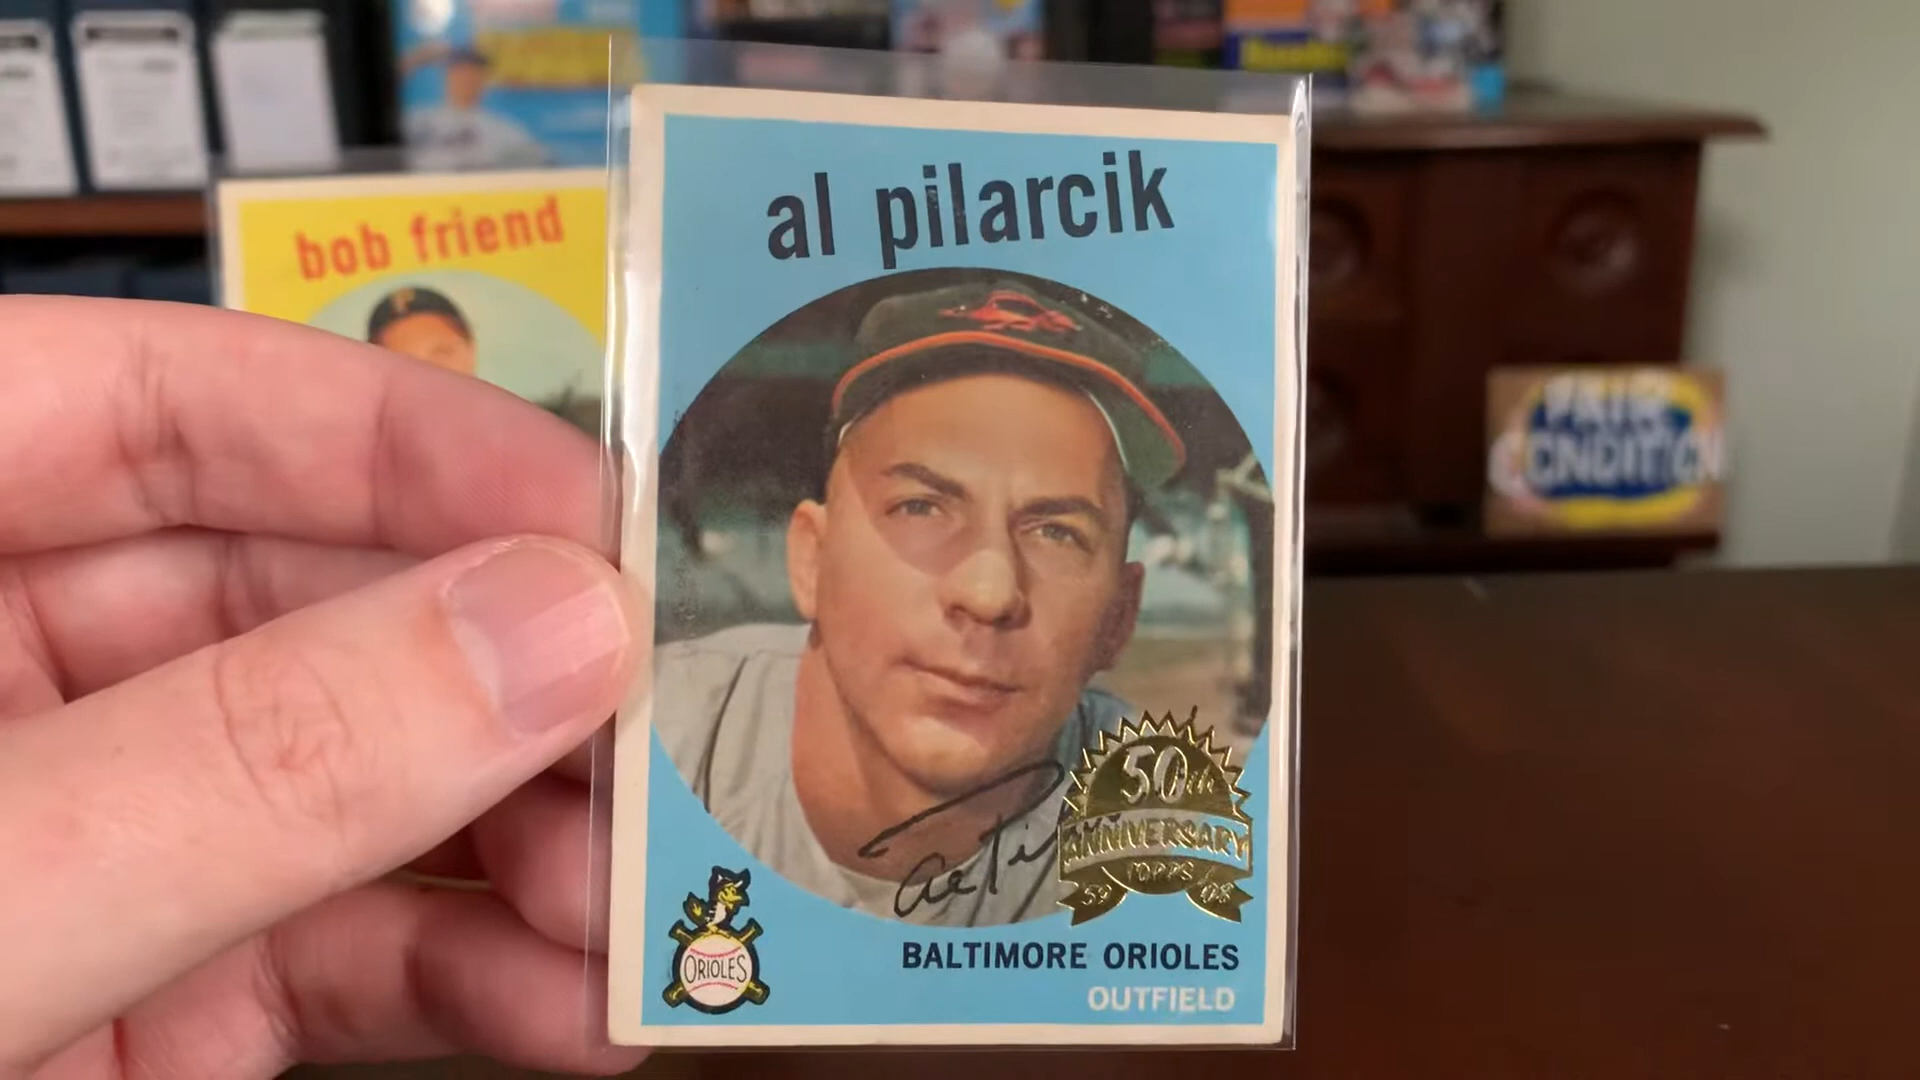 bob friend
al pilarcik
50th
ANNIVERSARY
TOPPS
59 08
ORIOLES
BALTIMORE ORIOLES
OUTFIELD
FAIR
CONDITION